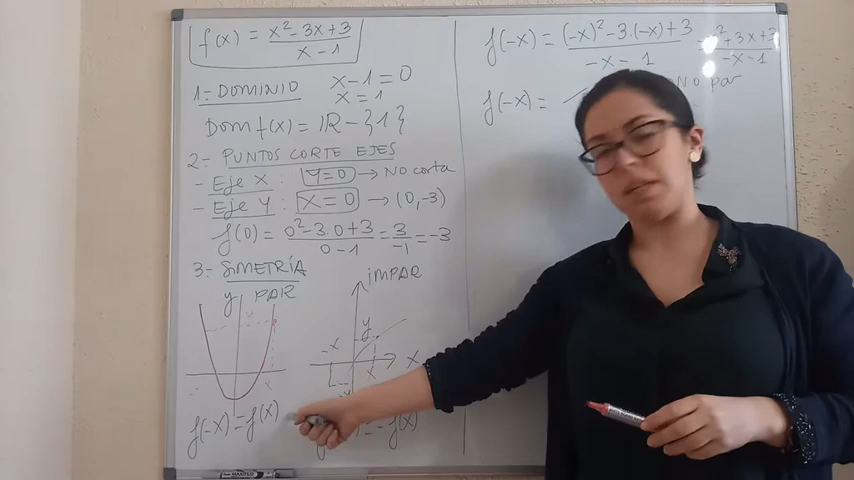 f(x) = x²-3x+3 / x-1
1:- DOMINIO x-1=0
x=1
Domf(x)=IR-{1}
2:- PUNTOS CORTE EJES
- Eje X : Y=0 → NO corta
- Eje Y : X=0 → (0,-3)
f(0) = 0²-3.0+3 / 0-1 = 3 / -1 = -3
3:- SIMETRÍA
y PAR
iMPAR
-x y
x X
f(-x)=f(x)
= -f(x)
f(-x) = (-x)²-3.(-x)+3 / -x-1 = x²+3x+3 / -x-1
NO par
f(-x) =